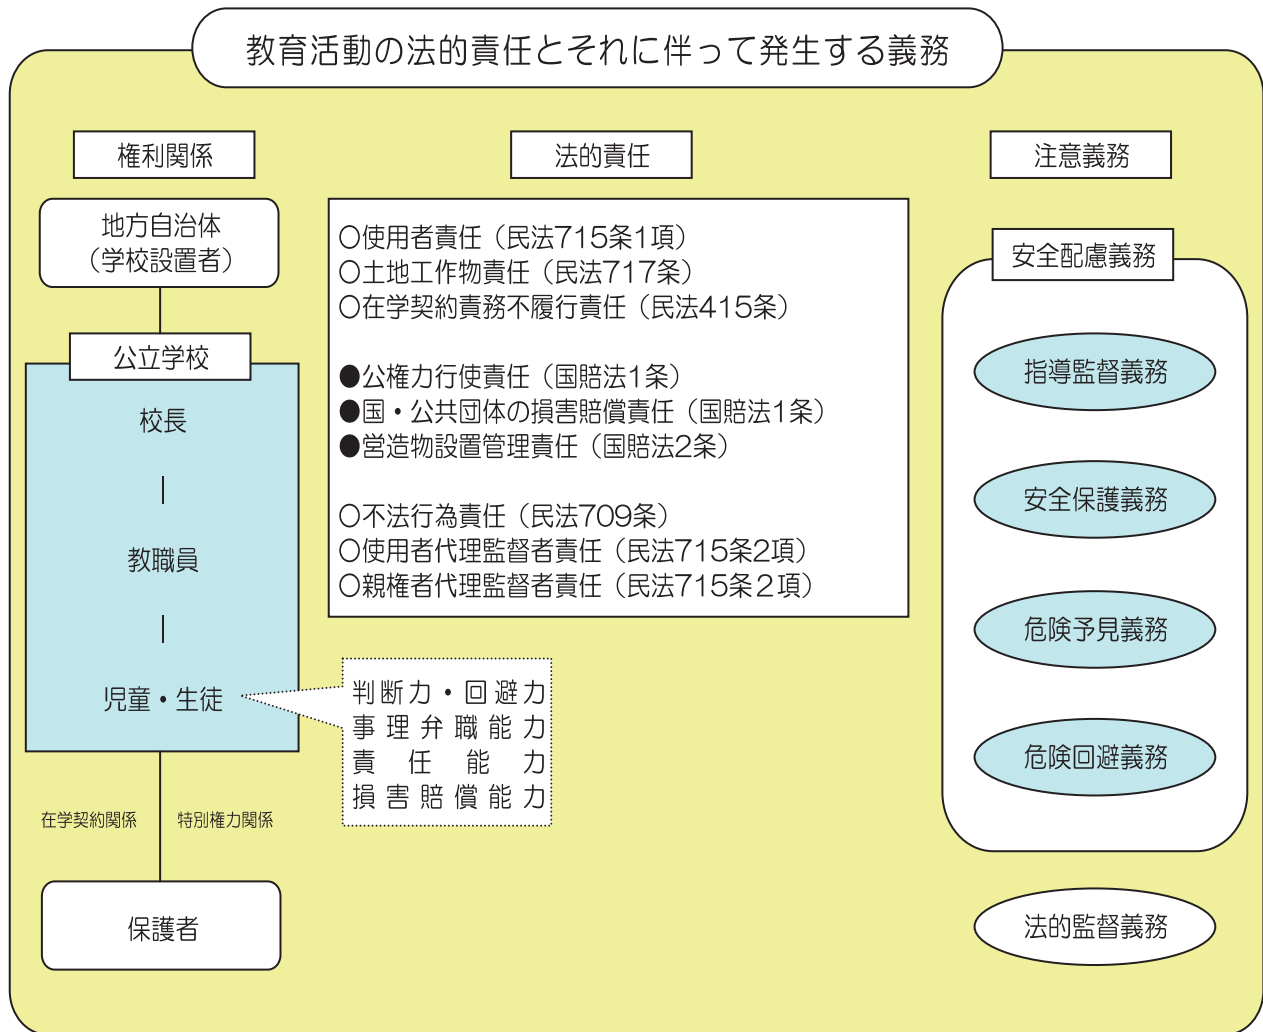 教育活動の法的責任とそれに伴って発生する義務
権利関係
地方自治体
（学校設置者）
公立学校
校長
教職員
児童・生徒
在学契約関係
特別権力関係
保護者
法的責任
○使用者責任（民法715条1項）
○土地工作物責任（民法717条）
○在学契約責務不履行責任（民法415条）
●公権力行使責任（国賠法1条）
●国・公共団体の損害賠償責任（国賠法1条）
●営造物設置管理責任（国賠法2条）
○不法行為責任（民法709条）
○使用者代理監督者責任（民法715条2項）
○親権者代理監督者責任（民法715条２項）
判断力・回避力
事理弁職能力
責任能力
損害賠償能力
注意義務
安全配慮義務
指導監督義務
安全保護義務
危険予見義務
危険回避義務
法的監督義務